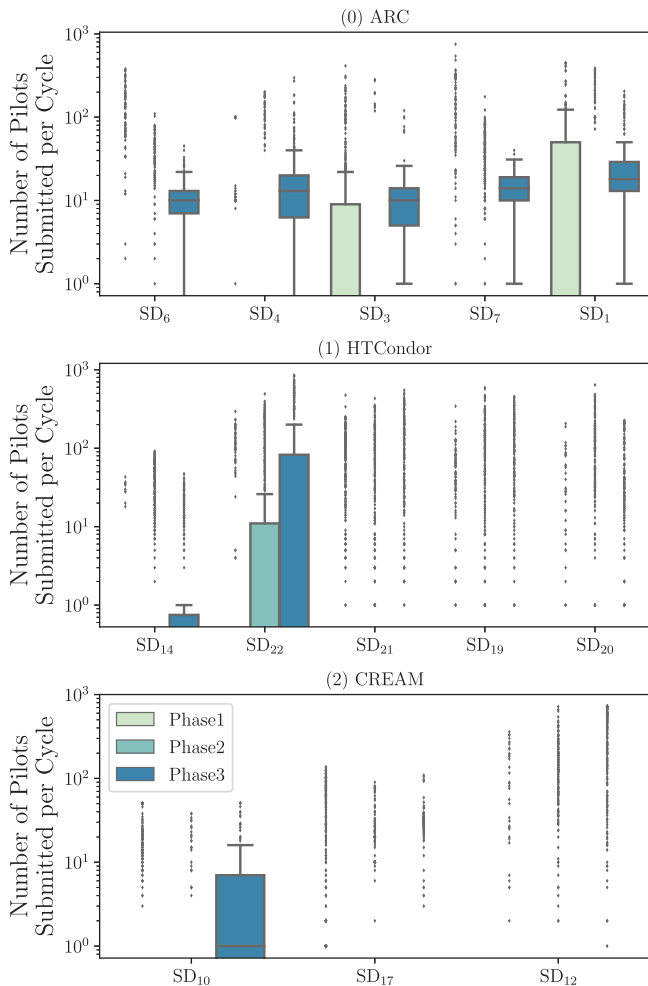 (0) ARC
Number of Pilots
Submitted per Cycle
10³
10²
10¹
10⁰
SD₆ SD₄ SD₃ SD₇ SD₁
(1) HTCondor
Number of Pilots
Submitted per Cycle
10³
10²
10¹
10⁰
SD₁₄ SD₂₂ SD₂₁ SD₁₉ SD₂₀
(2) CREAM
Number of Pilots
Submitted per Cycle
10³
10²
10¹
10⁰
Phase1
Phase2
Phase3
SD₁₀ SD₁₇ SD₁₂